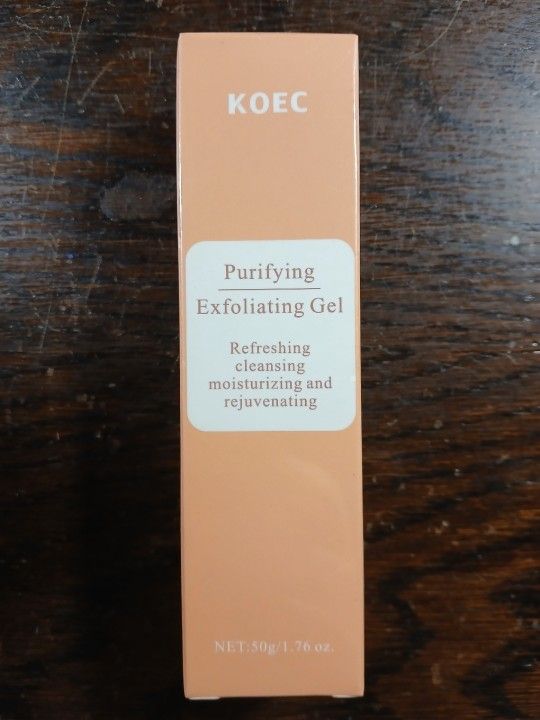 KOEC
Purifying
Exfoliating Gel
Refreshing
cleansing
moisturizing and
rejuvenating
NET:50g/1.76 oz.